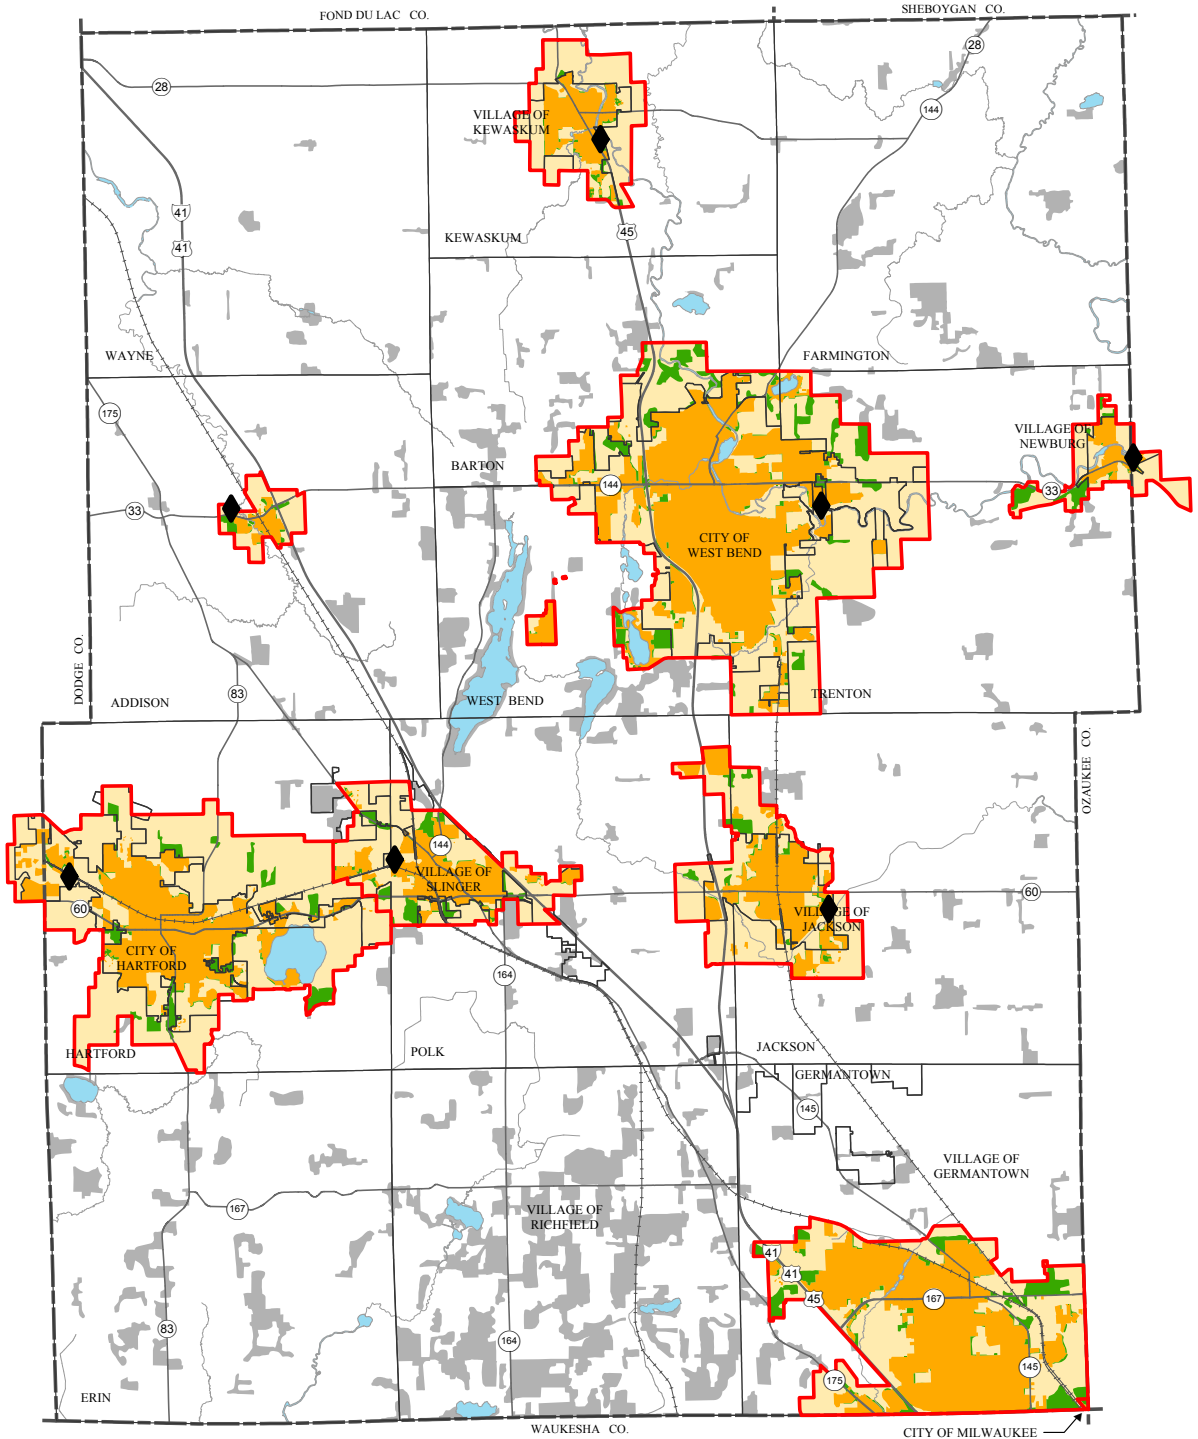 FOND DU LAC CO.
SHEBOYGAN CO.
28
28
144
VILLAGE OF
KEWASKUM
41
41
45
KEWASKUM
WAYNE
FARMINGTON
175
VILLAGE OF
NEWBURG
BARTON
144
33
33
CITY OF
WEST BEND
DODGE CO.
83
ADDISON
WEST BEND
TRENTON
OZAUKEE CO.
144
VILLAGE OF
SLINGER
60
60
VILLAGE OF
JACKSON
CITY OF
HARTFORD
164
HARTFORD
POLK
JACKSON
GERMANTOWN
145
VILLAGE OF
GERMANTOWN
167
VILLAGE OF
RICHFIELD
41
41
45
167
83
164
145
175
ERIN
WAUKESHA CO.
CITY OF MILWAUKEE